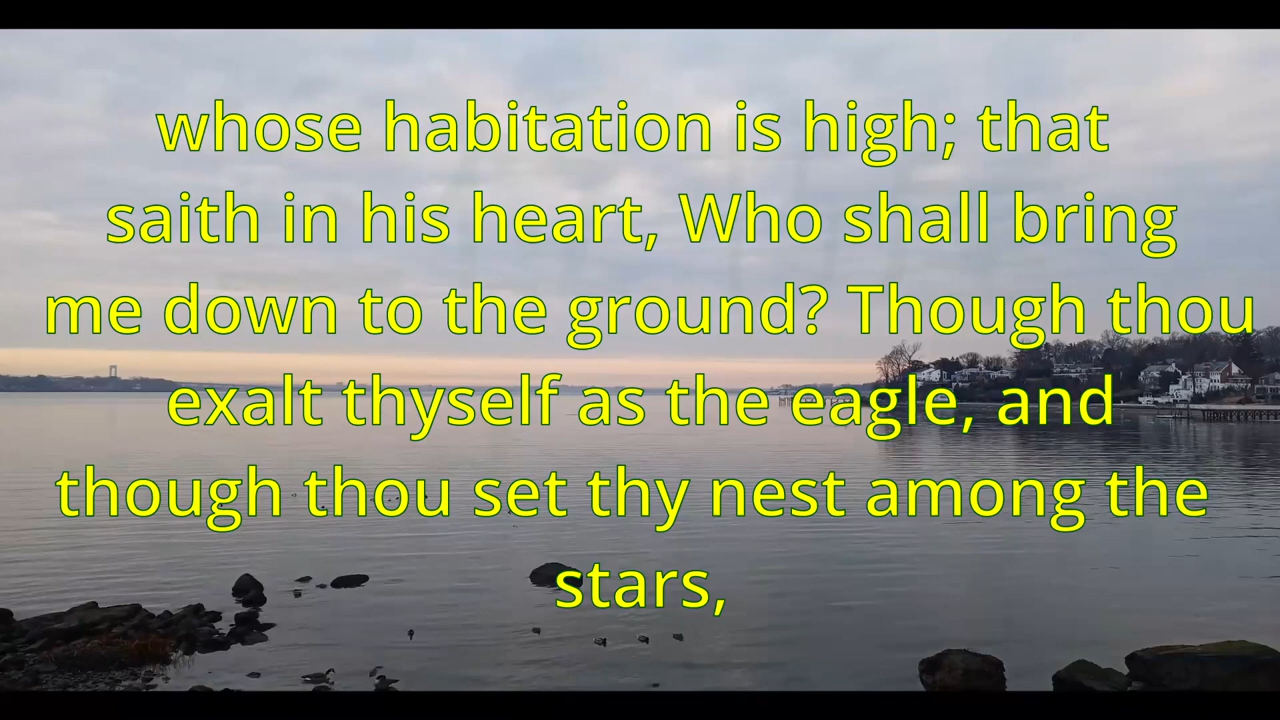 whose habitation is high; that
saith in his heart, Who shall bring
me down to the ground? Though thou
exalt thyself as the eagle, and
though thou set thy nest among the
stars,